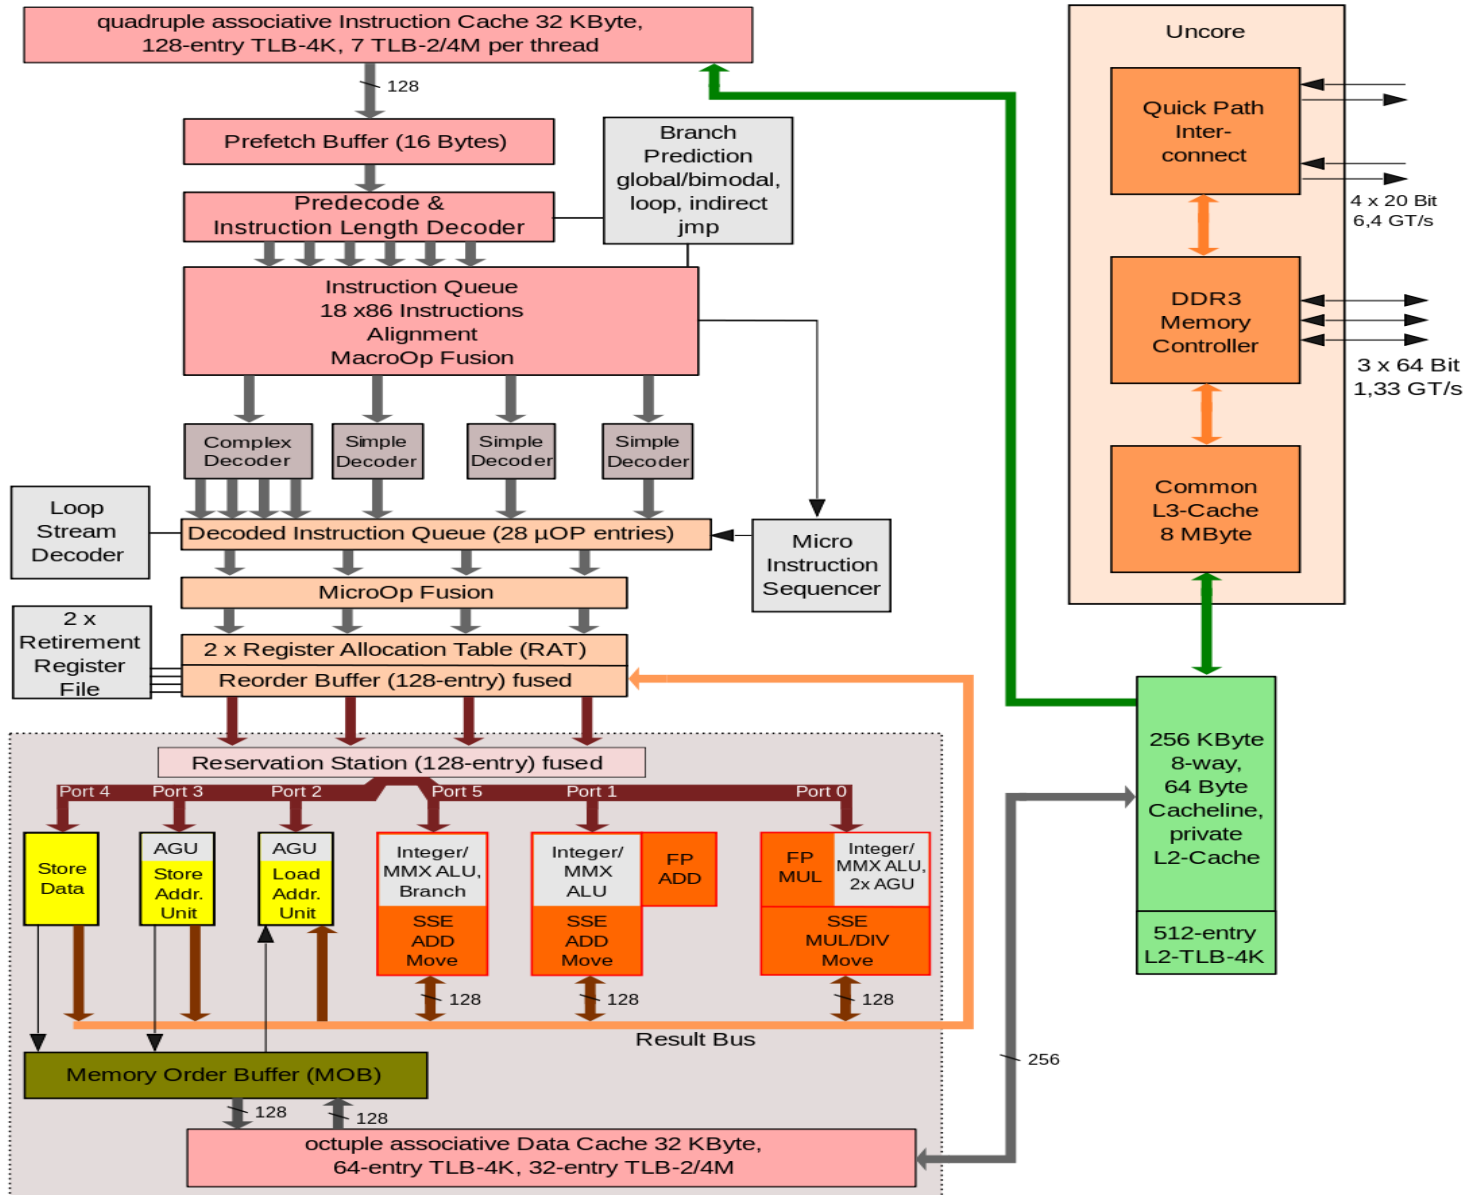 quadruple associative Instruction Cache 32 KByte,
128-entry TLB-4K, 7 TLB-2/4M per thread
128
Prefetch Buffer (16 Bytes)
Predecode &
Instruction Length Decoder
Branch
Prediction
global/bimodal,
loop, indirect
jmp
Instruction Queue
18 x86 Instructions
Alignment
MacroOp Fusion
Complex
Decoder
Simple
Decoder
Simple
Decoder
Simple
Decoder
Loop
Stream
Decoder
Decoded Instruction Queue (28 µOP entries)
Micro
Instruction
Sequencer
MicroOp Fusion
2 x
Retirement
Register
File
2 x Register Allocation Table (RAT)
Reorder Buffer (128-entry) fused
Reservation Station (128-entry) fused
Port 4
Port 3
Port 2
Port 5
Port 1
Port 0
Store
Data
AGU
Store
Addr.
Unit
AGU
Load
Addr.
Unit
Integer/
MMX ALU,
Branch
SSE
ADD
Move
Integer/
MMX
ALU
FP
ADD
SSE
ADD
Move
FP
MUL
Integer/
MMX ALU,
2x AGU
SSE
MUL/DIV
Move
128
128
128
Result Bus
Memory Order Buffer (MOB)
128
128
octuple associative Data Cache 32 KByte,
64-entry TLB-4K, 32-entry TLB-2/4M
256
Uncore
Quick Path
Inter-
connect
4 x 20 Bit
6,4 GT/s
DDR3
Memory
Controller
3 x 64 Bit
1,33 GT/s
Common
L3-Cache
8 MByte
256 KByte
8-way,
64 Byte
Cacheline,
private
L2-Cache
512-entry
L2-TLB-4K